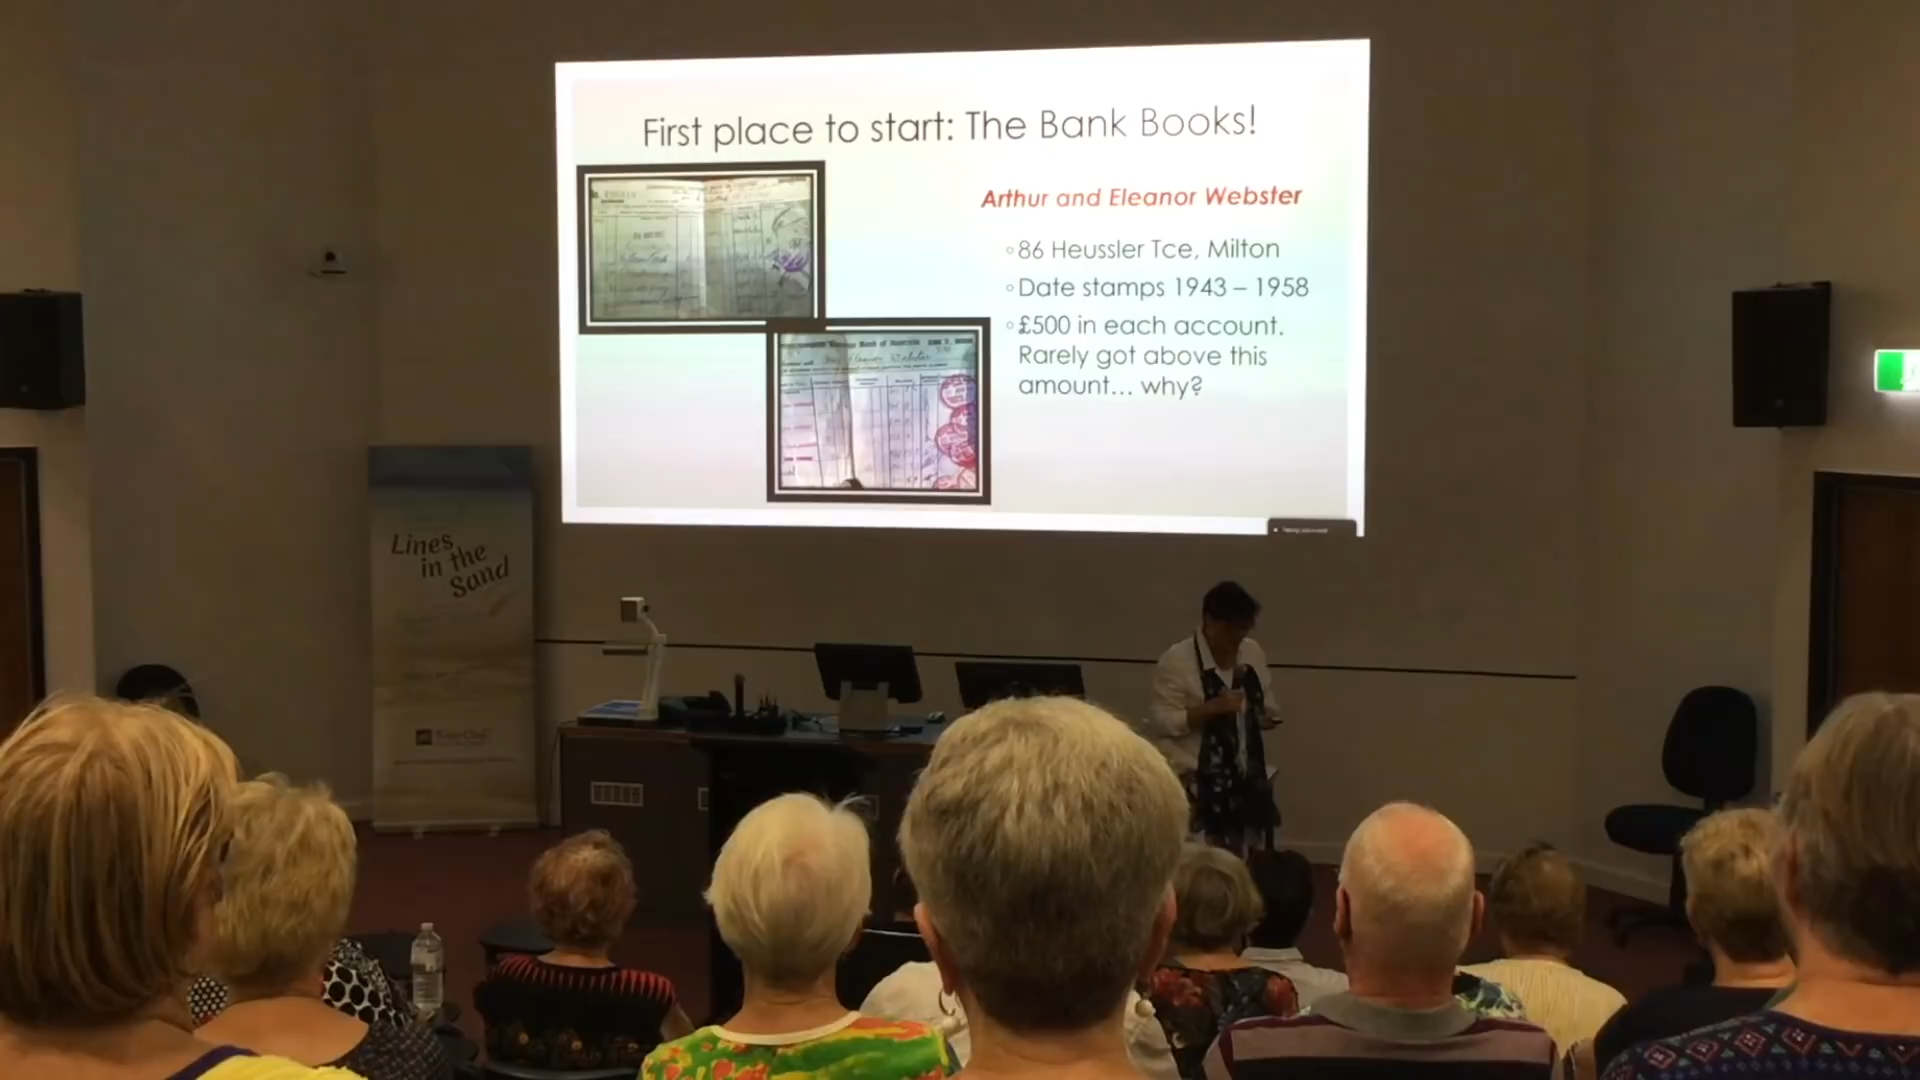 First place to start: The Bank Books!
Arthur and Eleanor Webster
86 Heussler Tce, Milton
Date stamps 1943 – 1958
£500 in each account.
Rarely got above this
amount... why?
Lines
in the
Sand